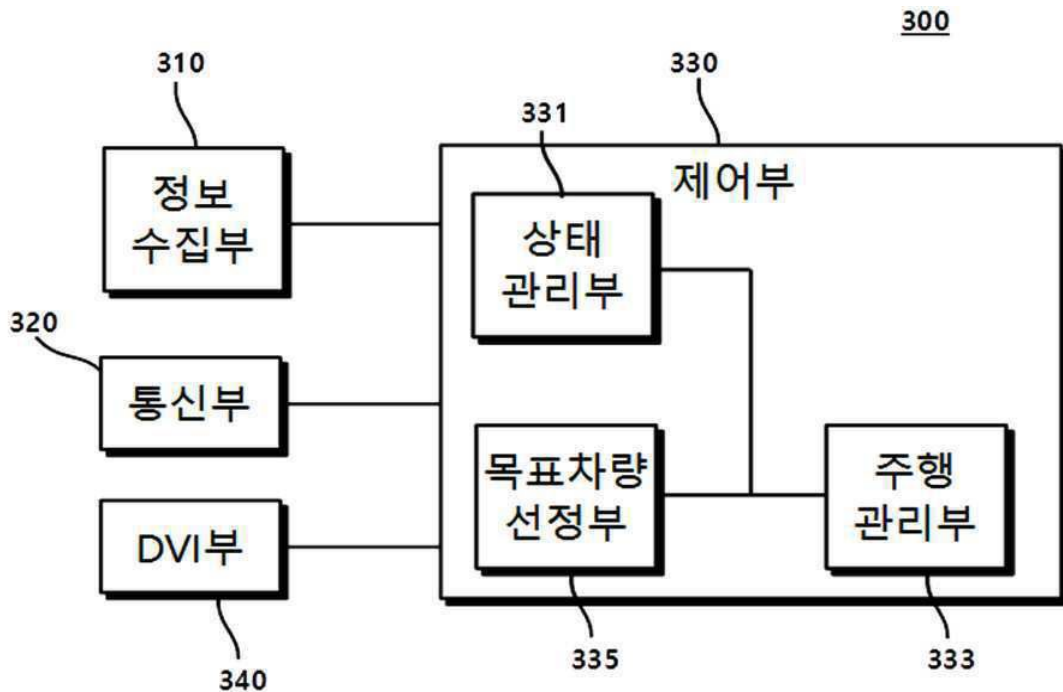 300
310
330
331
제어부
정보
수집부
상태
관리부
320
통신부
목표차량
선정부
주행
관리부
DVI부
340
335
333